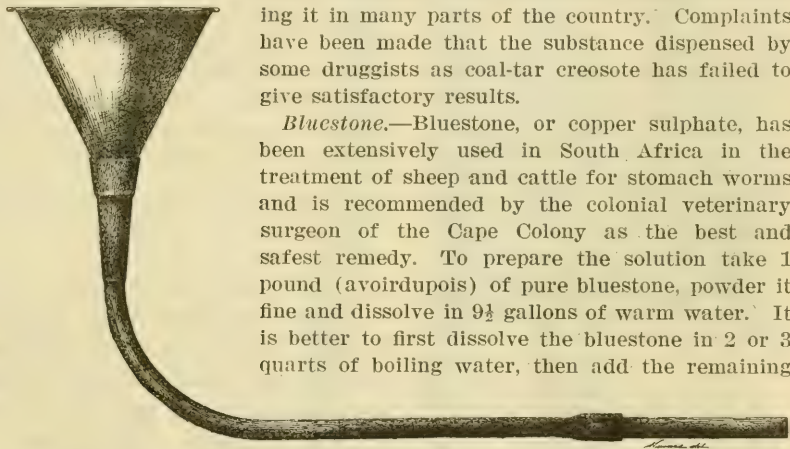 ing it in many parts of the country. Complaints
have been made that the substance dispensed by
some druggists as coal-tar creosote has failed to
give satisfactory results.
Bluestone.—Bluestone, or copper sulphate, has
been extensively used in South Africa in the
treatment of sheep and cattle for stomach worms
and is recommended by the colonial veterinary
surgeon of the Cape Colony as the best and
safest remedy. To prepare the solution take 1
pound (avoirdupois) of pure bluestone, powder it
fine and dissolve in 9½ gallons of warm water. It
is better to first dissolve the bluestone in 2 or 3
quarts of boiling water, then add the remaining